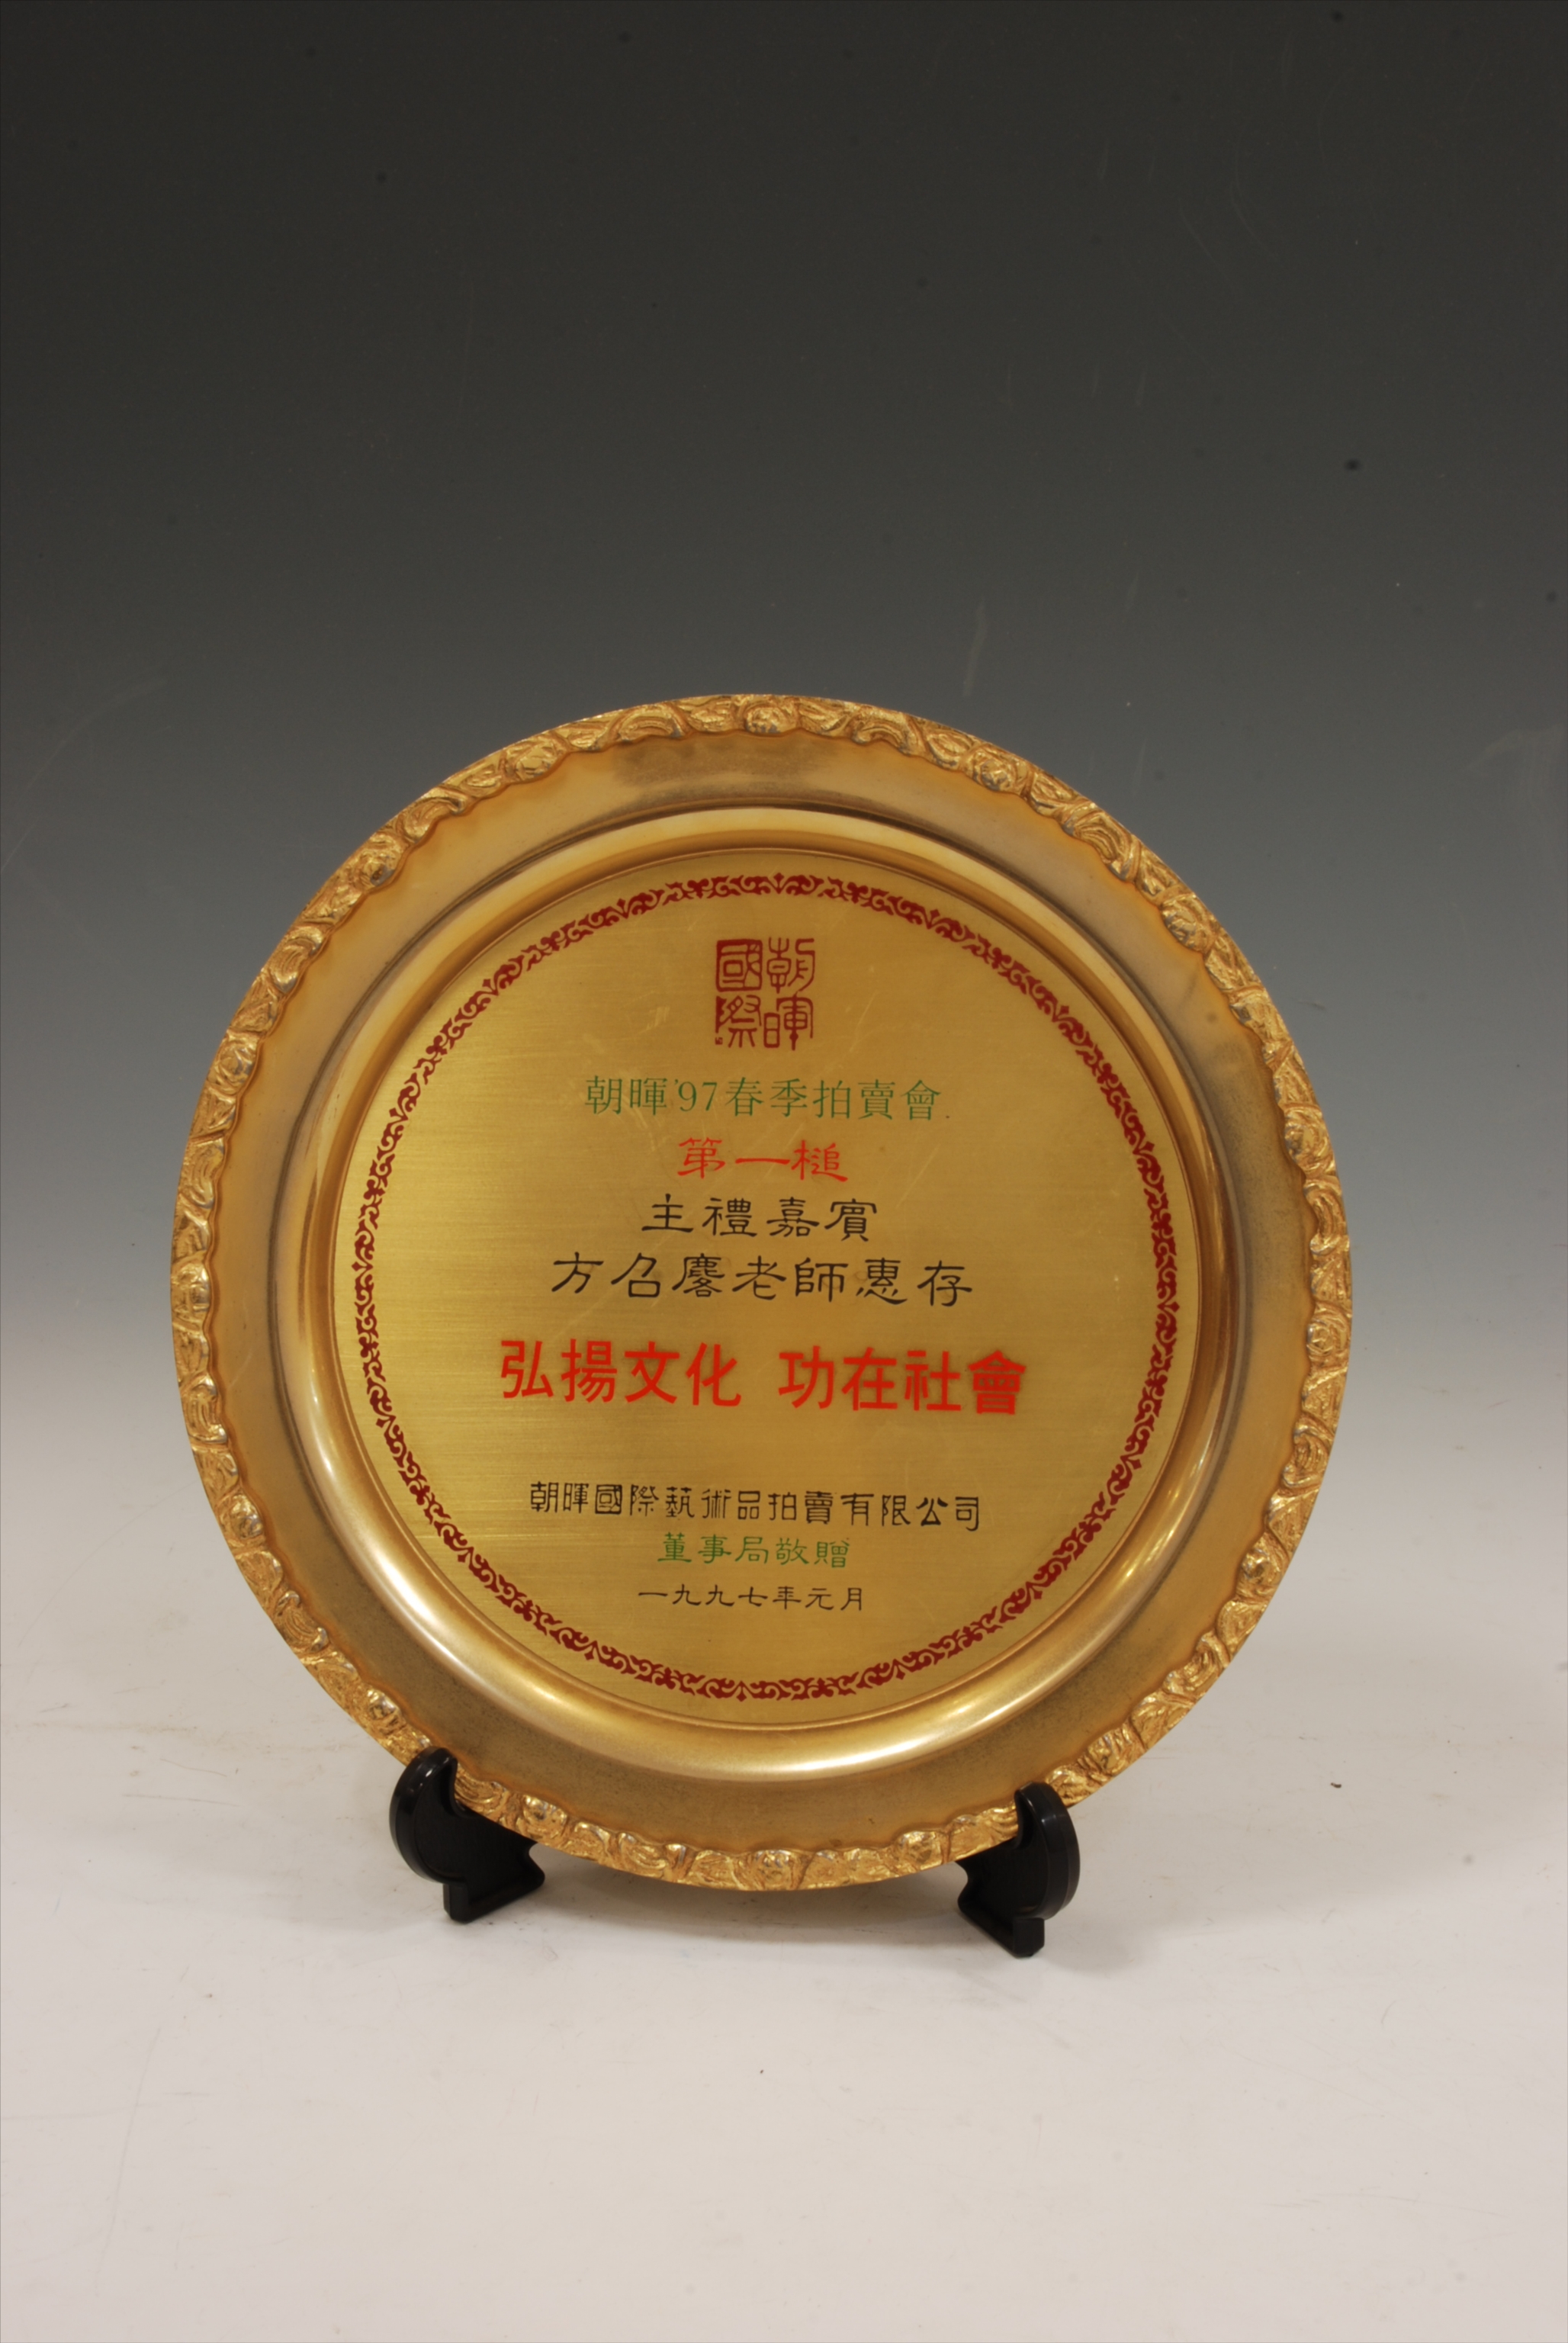 朝暉國際
朝暉'97春季拍賣會
第一槌
主禮嘉賓
方召麐老師惠存
弘揚文化 功在社會
朝暉國際藝術品拍賣有限公司
董事局敬贈
一九九七年元月